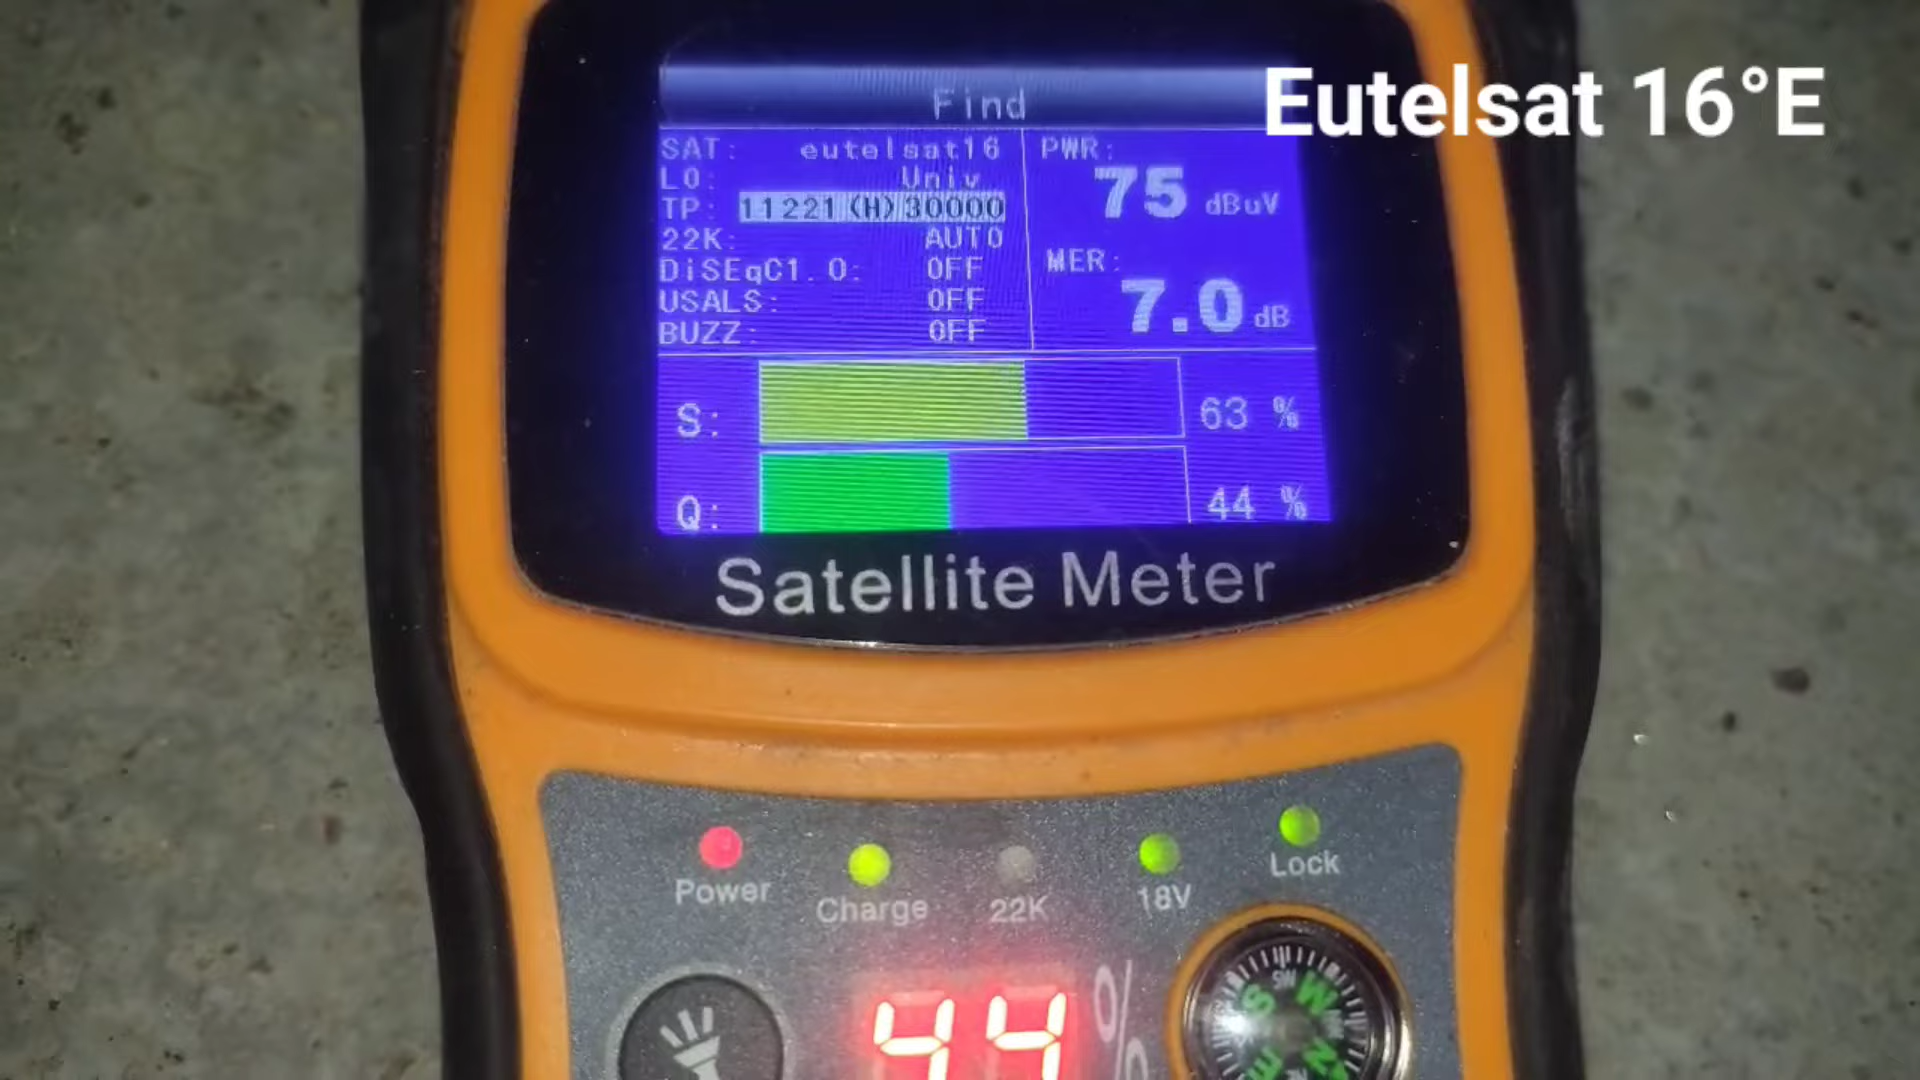 Eutelsat 16°E
Find
SAT: eutelsat16
LO: Univ
TP: 11221(H)30000
22K: AUTO
DiSEqC1.0: OFF
USALS: OFF
BUZZ: OFF
PWR:
75 dBuV
MER:
7.0 dB
S: 63 %
Q: 44 %
Satellite Meter
Power
Charge
22K
18V
Lock
44 %
SW
S W
E N